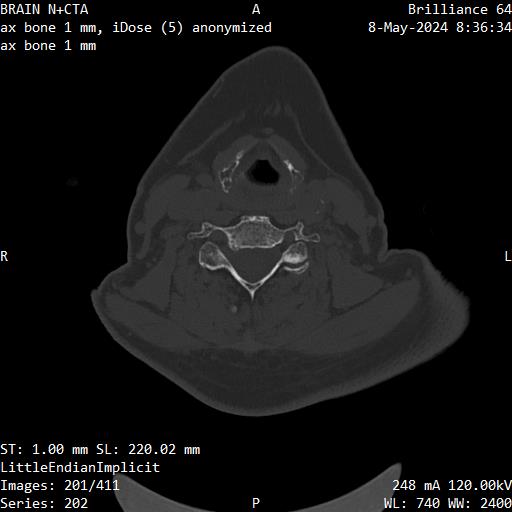 BRAIN N+CTA
A
Brilliance 64
ax bone 1 mm, iDose (5) anonymized
8-May-2024 8:36:34
ax bone 1 mm
R
L
ST: 1.00 mm SL: 220.02 mm
LittleEndianImplicit
Images: 201/411
248 mA 120.00kV
Series: 202
P
WL: 740 WW: 2400